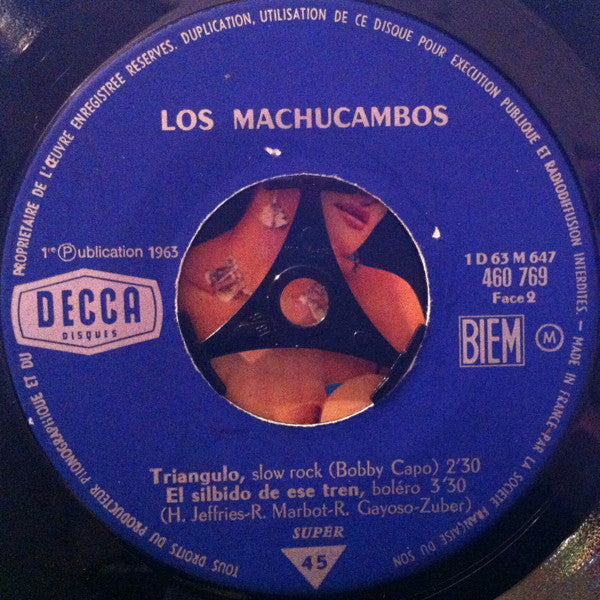 TOUS DROITS DU PRODUCTEUR PHONOGRAPHIQUE ET DU PROPRIETAIRE DE L'ŒUVRE ENREGISTREE RESERVES. DUPLICATION, UTILISATION DE CE DISQUE POUR EXECUTION PUBLIQUE ET RADIODIFFUSION INTERDITES. - MADE IN FRANCE-PAR LA SOCIETE FRANÇAISE DU SON
LOS MACHUCAMBOS
1re Ⓟublication 1963
DECCA
DISQUES
1 D 63 M 647
460 769
Face 2
BIEM
M
Triangulo, slow rock (Bobby Capo) 2'30
El silbido de ese tren, boléro 3'30
(H. Jeffries-R. Marbot-R. Gayoso-Zuber)
SUPER
45